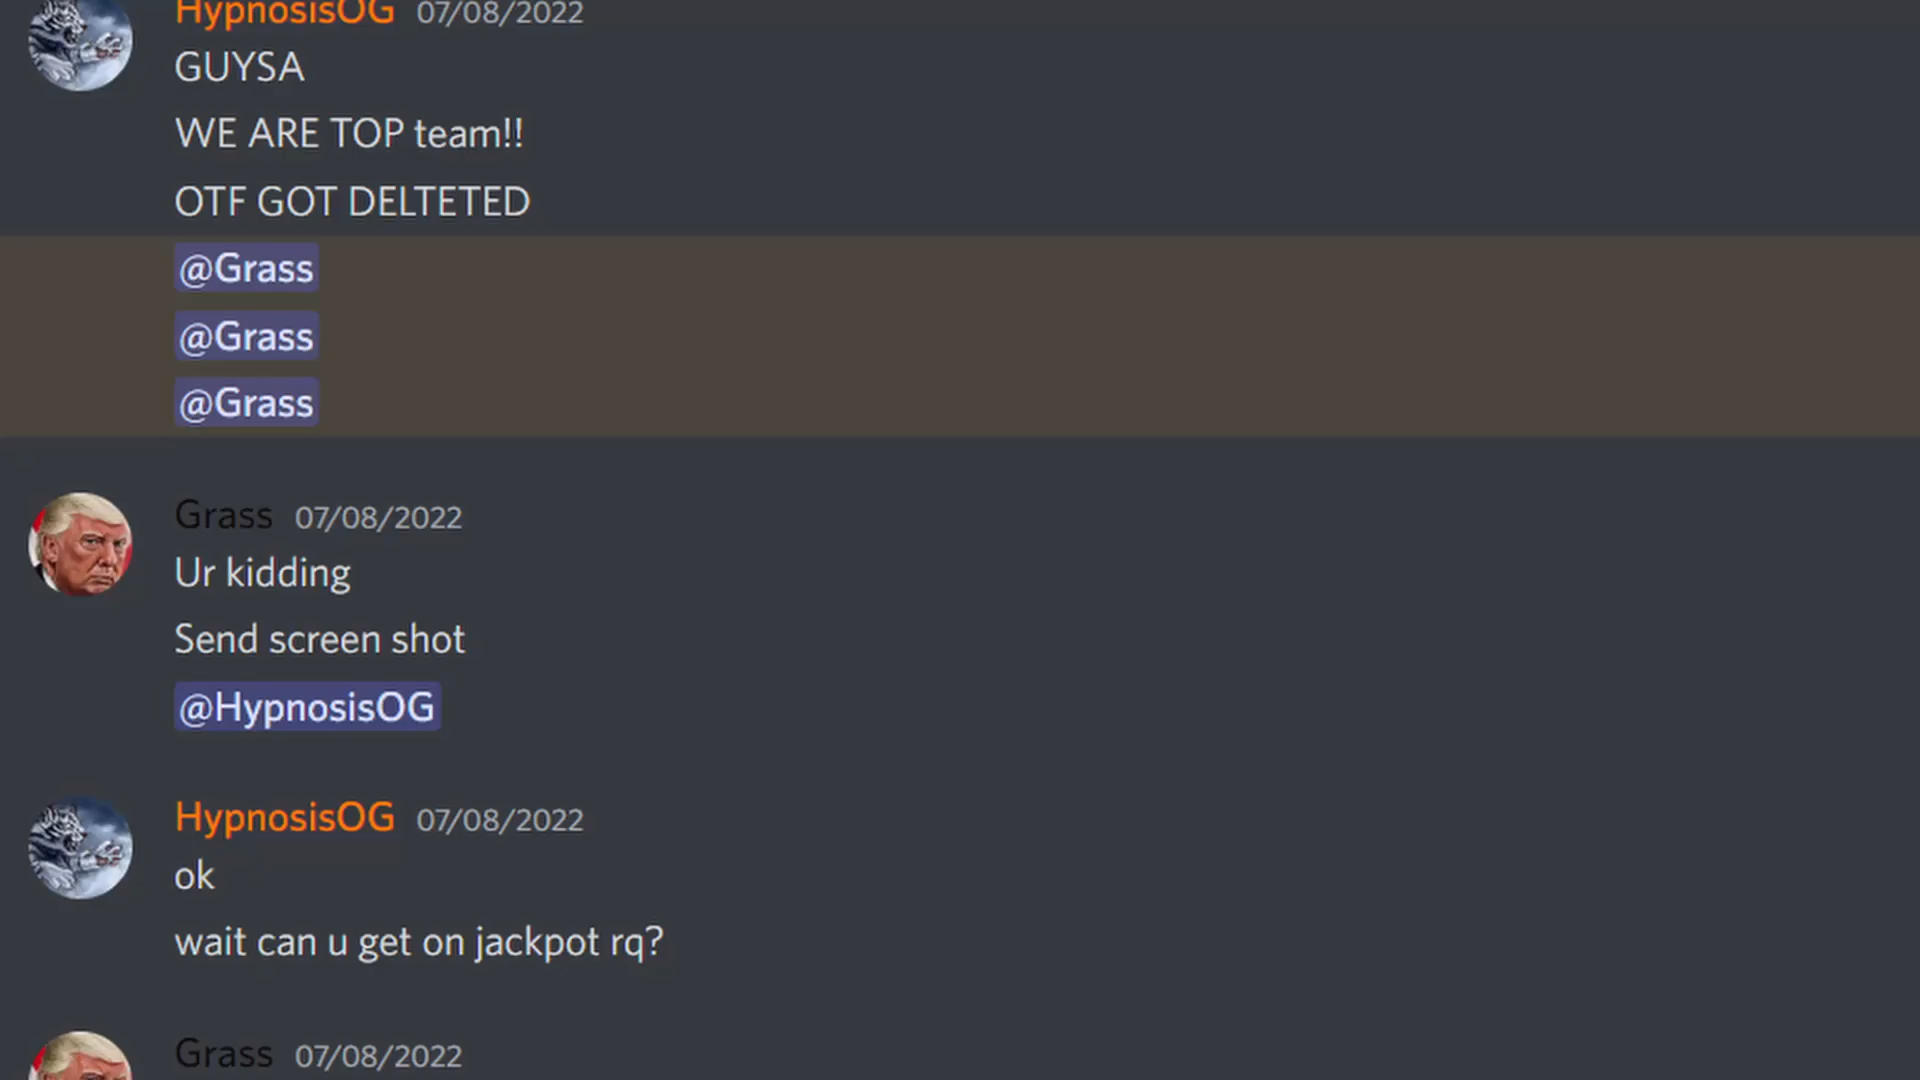 HypnosisOG 07/08/2022
GUYSA
WE ARE TOP team!!
OTF GOT DELTETED
@Grass
@Grass
@Grass
Grass 07/08/2022
Ur kidding
Send screen shot
@HypnosisOG
HypnosisOG 07/08/2022
ok
wait can u get on jackpot rq?
Grass 07/08/2022